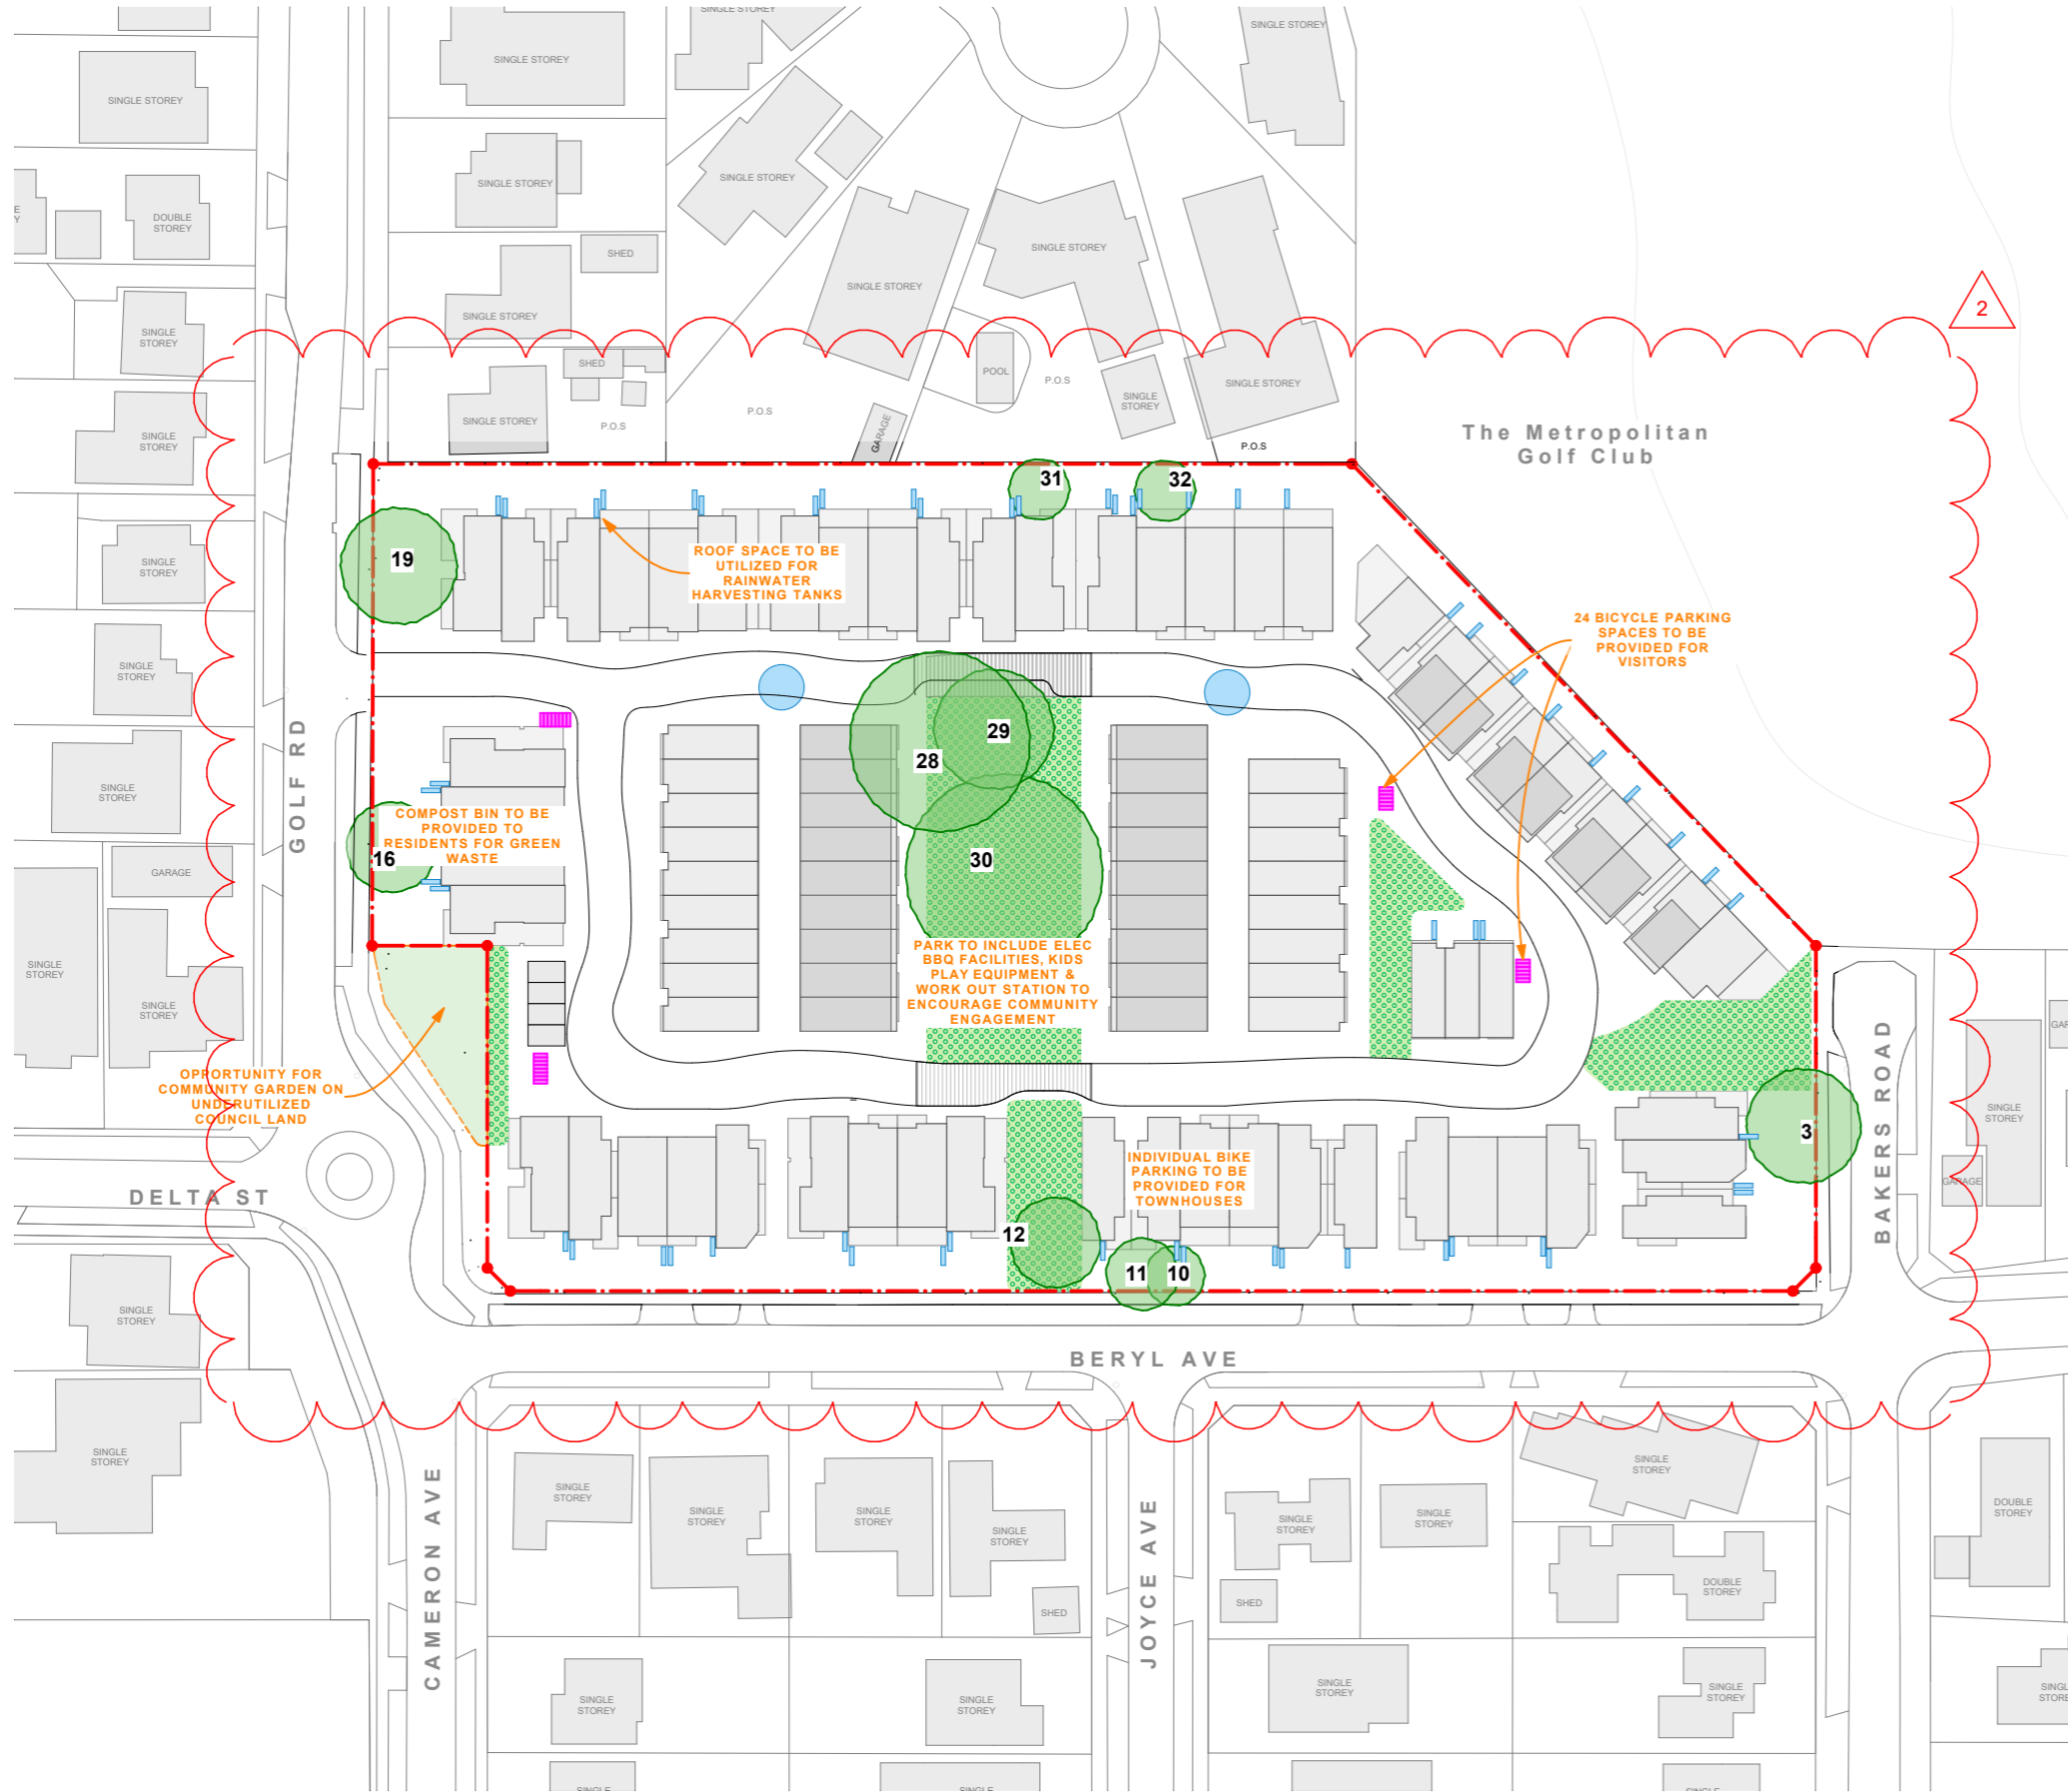 SINGLE STOREY
SINGLE STOREY
SINGLE STOREY
SINGLE STOREY
SINGLE STOREY
SINGLE STOREY
DOUBLE
STOREY
SINGLE STOREY
SHED
SINGLE STOREY
SINGLE STOREY
SINGLE STOREY
2
SINGLE
STOREY
SHED
SINGLE STOREY
P.O.S
P.O.S
GARAGE
POOL
P.O.S
SINGLE
STOREY
SINGLE STOREY
P.O.S
The Metropolitan
Golf Club
SINGLE
STOREY
31
32
19
ROOF SPACE TO BE
UTILIZED FOR
RAINWATER
HARVESTING TANKS
SINGLE
STOREY
24 BICYCLE PARKING
SPACES TO BE
PROVIDED FOR
VISITORS
SINGLE
STOREY
GOLF RD
28
29
SINGLE
STOREY
COMPOST BIN TO BE
PROVIDED TO
RESIDENTS FOR GREEN
WASTE
16
30
GARAGE
PARK TO INCLUDE ELEC
BBQ FACILITIES, KIDS
PLAY EQUIPMENT &
WORK OUT STATION TO
ENCOURAGE COMMUNITY
ENGAGEMENT
SINGLE
STOREY
SINGLE
STOREY
OPPORTUNITY FOR
COMMUNITY GARDEN ON
UNDERUTILIZED
COUNCIL LAND
BAKERS ROAD
SINGLE
STOREY
GARAGE
3
INDIVIDUAL BIKE
PARKING TO BE
PROVIDED FOR
TOWNHOUSES
DELTA ST
12
11
10
SINGLE
STOREY
BERYL AVE
SINGLE
STOREY
CAMERON AVE
SINGLE
STOREY
SINGLE
STOREY
SINGLE
STOREY
SINGLE
STOREY
SHED
JOYCE AVE
SINGLE
STOREY
SINGLE
STOREY
SINGLE
STOREY
DOUBLE
STOREY
SHED
DOUBLE
STOREY
SINGLE
STOREY
SINGLE
STOREY
SINGLE
STOREY
SINGLE
STOREY
SINGLE
SINGLE